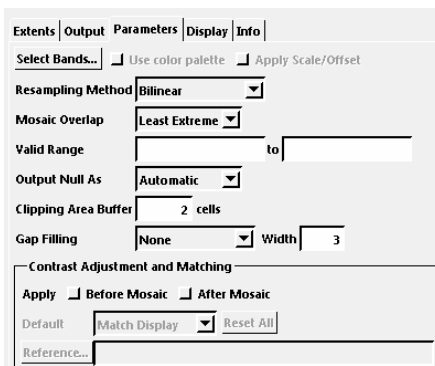 Extents Output Parameters Display Info
Select Bands... Use color palette Apply Scale/Offset
Resampling Method Bilinear
Mosaic Overlap Least Extreme
Valid Range to
Output Null As Automatic
Clipping Area Buffer 2 cells
Gap Filling None Width 3
Contrast Adjustment and Matching
Apply Before Mosaic After Mosaic
Default Match Display Reset All
Reference...